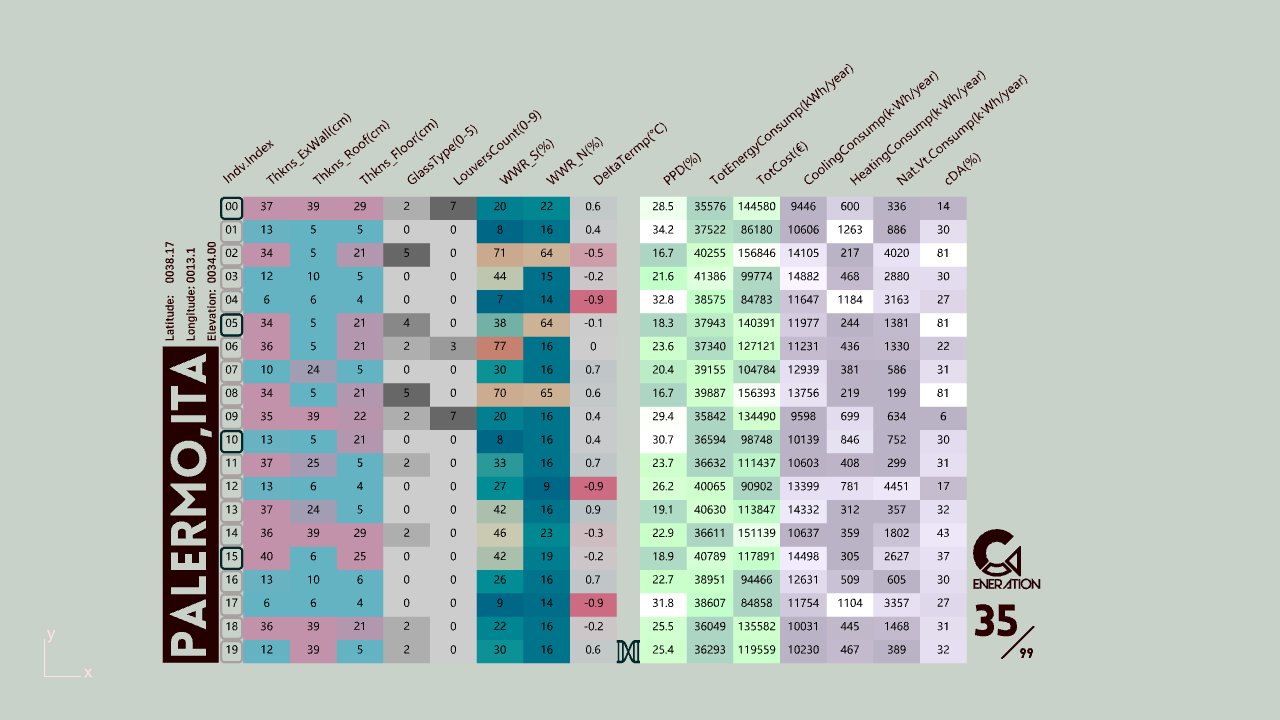 Indv.Index Thkns_ExWall(cm) Thkns_Roof(cm) Thkns_Floor(cm) GlassType(0-5) LouversCount(0-9) WWR_S(%) WWR_N(%) DeltaTermp(°C) PPD(%) TotEnergyConsump(kWh/year) TotCost(€) CoolingConsump(k·Wh/year) HeatingConsump(k·Wh/year) Nat.Vt.Consump(k·Wh/year) cDA(%)
00 37 39 29 2 7 20 22 0.6 28.5 35576 144580 9446 600 336 14
01 13 5 5 0 0 8 16 0.4 34.2 37522 86180 10606 1263 886 30
02 34 5 21 5 0 71 64 -0.5 16.7 40255 156846 14105 217 4020 81
03 12 10 5 0 0 44 15 -0.2 21.6 41386 99774 14882 468 2880 30
04 6 6 4 0 0 7 14 -0.9 32.8 38575 84783 11647 1184 3163 27
05 34 5 21 4 0 38 64 -0.1 18.3 37943 140391 11977 244 1381 81
06 36 5 21 2 3 77 16 0 23.6 37340 127121 11231 436 1330 22
07 10 24 5 0 0 30 16 0.7 20.4 39155 104784 12939 381 586 31
08 34 5 21 5 0 70 65 0.6 16.7 39887 156393 13756 219 199 81
09 35 39 22 2 7 20 16 0.4 29.4 35842 134490 9598 699 634 6
10 13 5 21 0 0 8 16 0.4 30.7 36594 98748 10139 846 752 30
11 37 25 5 2 0 33 16 0.7 23.7 36632 111437 10603 408 299 31
12 13 6 4 0 0 27 9 -0.9 26.2 40065 90902 13399 781 4451 17
13 37 24 5 0 0 42 16 0.9 19.1 40630 113847 14332 312 357 32
14 36 39 29 2 0 46 23 -0.3 22.9 36611 151139 10637 359 1802 43
15 40 6 25 0 0 42 19 -0.2 18.9 40789 117891 14498 305 2627 37
16 13 10 6 0 0 26 16 0.7 22.7 38951 94466 12631 509 605 30
17 6 6 4 0 0 9 14 -0.9 31.8 38607 84858 11754 1104 3357 27
18 36 39 21 2 0 22 16 -0.2 25.5 36049 135582 10031 445 1468 31
19 12 39 5 2 0 30 16 0.6 25.4 36293 119559 10230 467 389 32
Latitude: 0038.17
Longitude: 0013.1
Elevation: 0034.00
PALERMO,ITA
GENERATION
35/99
y
x